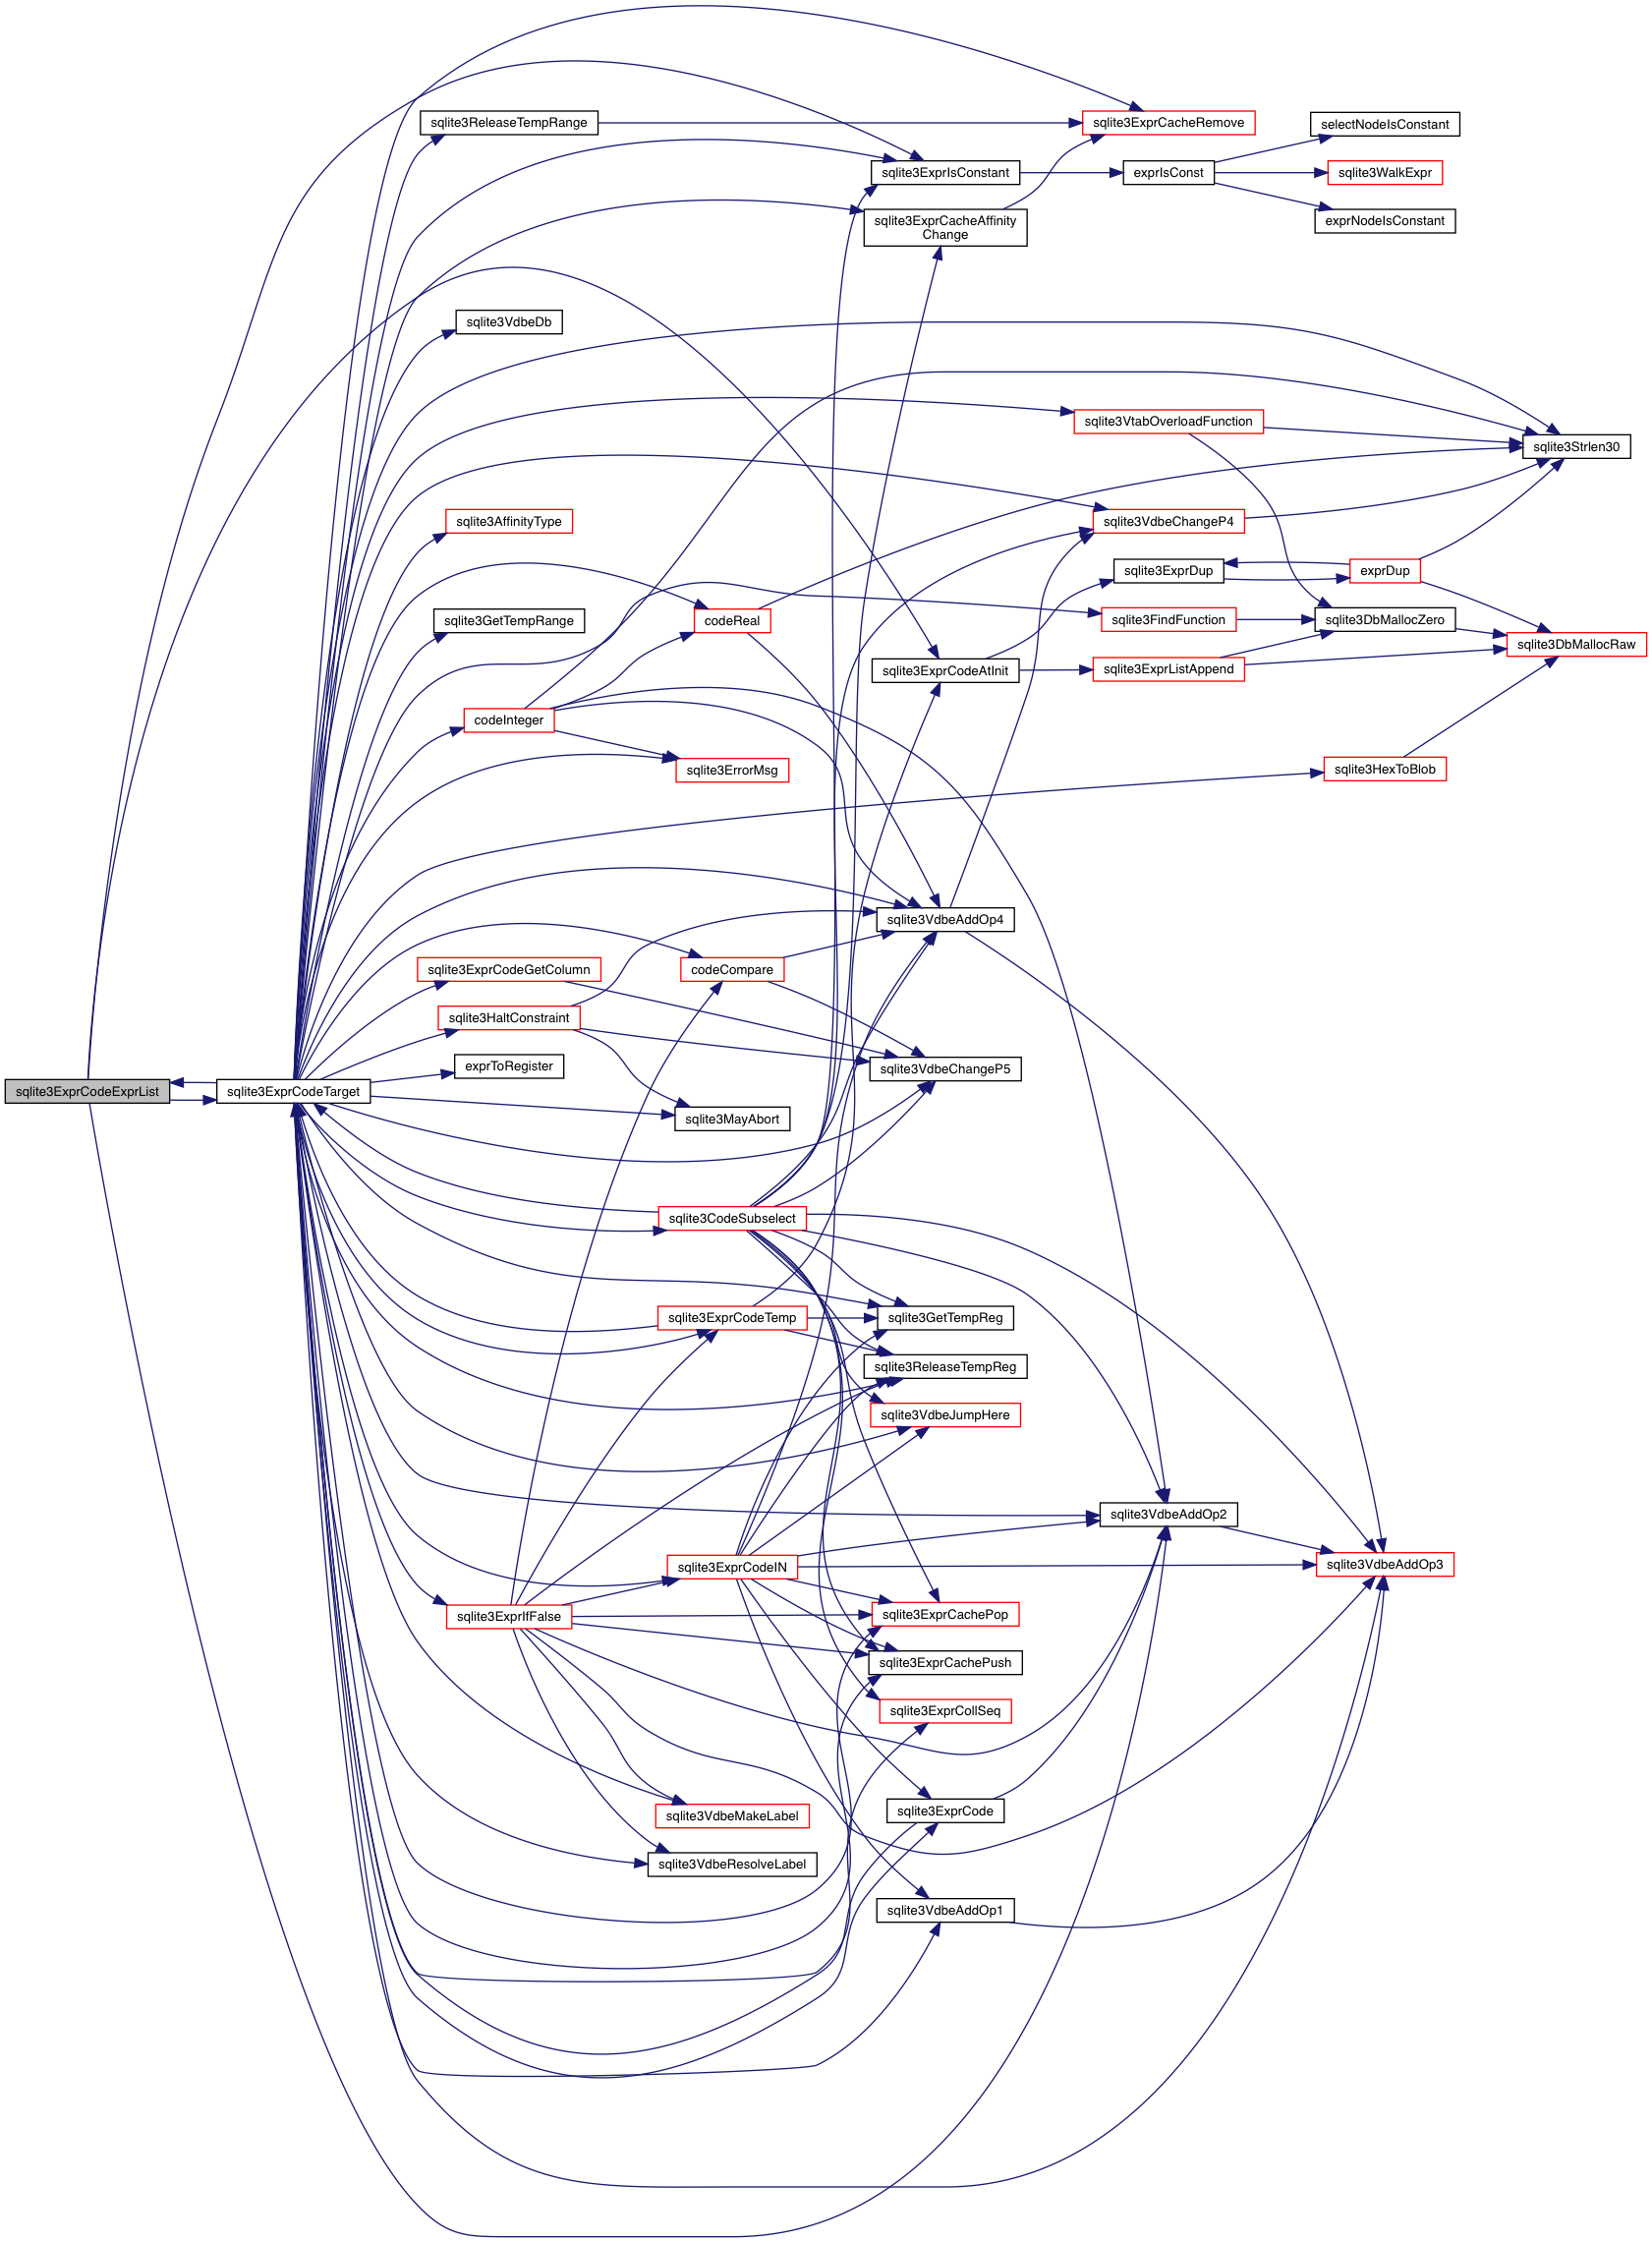 sqlite3ReleaseTempRange
sqlite3ExprCacheRemove
selectNodeIsConstant
sqlite3ExprIsConstant
exprIsConst
sqlite3WalkExpr
sqlite3ExprCacheAffinity
Change
exprNodeIsConstant
sqlite3VdbeDb
sqlite3VtabOverloadFunction
sqlite3Strlen30
sqlite3AffinityType
sqlite3VdbeChangeP4
sqlite3ExprDup
exprDup
sqlite3GetTempRange
codeReal
sqlite3FindFunction
sqlite3DbMallocZero
sqlite3DbMallocRaw
sqlite3ExprCodeAtInit
sqlite3ExprListAppend
codeInteger
sqlite3ErrorMsg
sqlite3HexToBlob
sqlite3VdbeAddOp4
sqlite3ExprCodeGetColumn
codeCompare
sqlite3HaltConstraint
exprToRegister
sqlite3VdbeChangeP5
sqlite3ExprCodeExprList
sqlite3ExprCodeTarget
sqlite3MayAbort
sqlite3CodeSubselect
sqlite3ExprCodeTemp
sqlite3GetTempReg
sqlite3ReleaseTempReg
sqlite3VdbeJumpHere
sqlite3VdbeAddOp2
sqlite3ExprCodeIN
sqlite3VdbeAddOp3
sqlite3ExprIfFalse
sqlite3ExprCachePop
sqlite3ExprCachePush
sqlite3ExprCollSeq
sqlite3VdbeMakeLabel
sqlite3ExprCode
sqlite3VdbeResolveLabel
sqlite3VdbeAddOp1